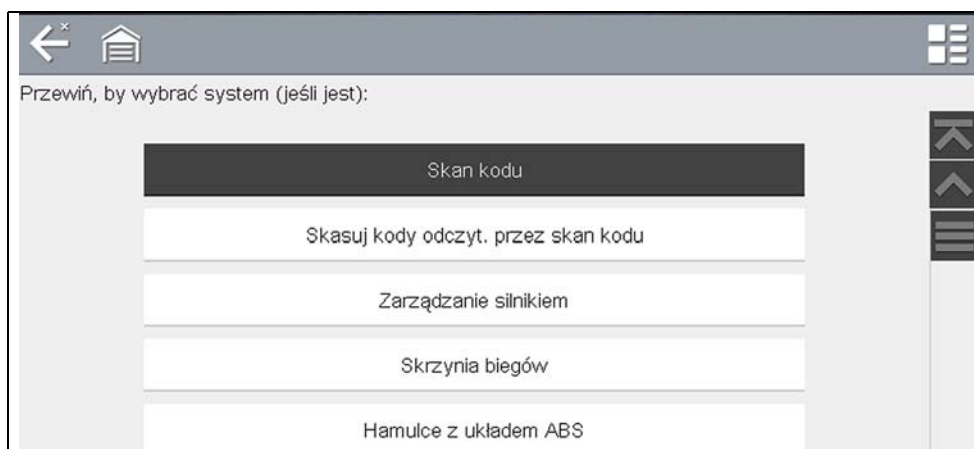 Przewiń, by wybrać system (jeśli jest):
Skan kodu
Skasuj kody odczyt. przez skan kodu
Zarządzanie silnikiem
Skrzynia biegów
Hamulce z układem ABS